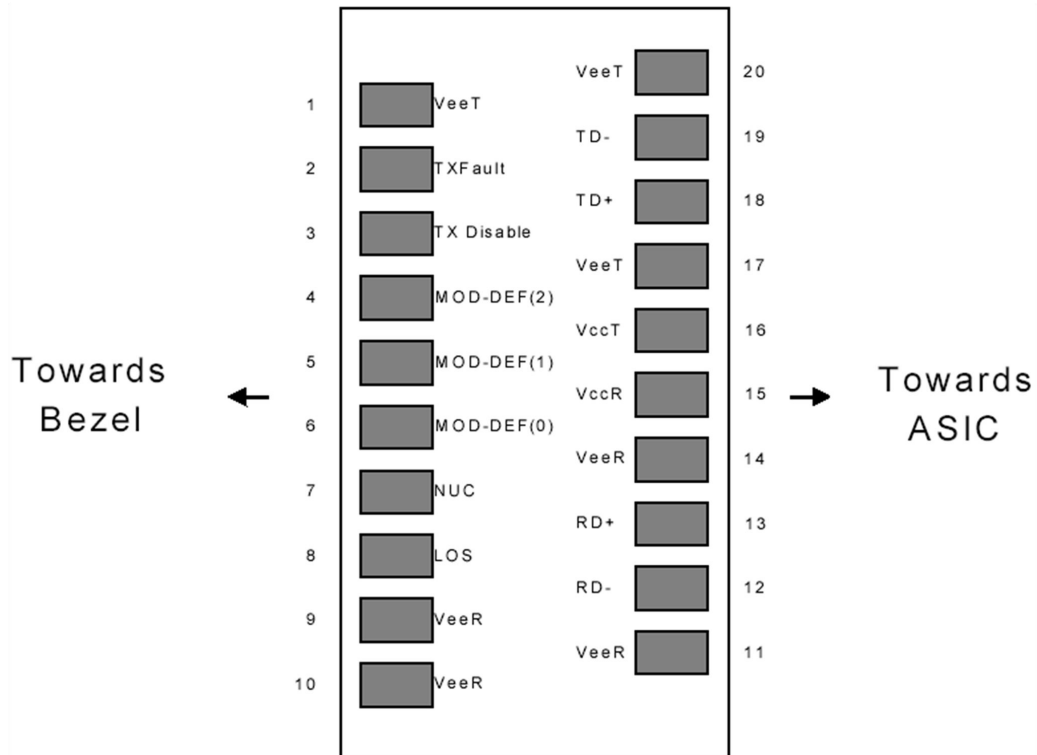 VeeT 20
1 VeeT
TD- 19
2 TXFault
TD+ 18
3 TX Disable
VeeT 17
4 MOD-DEF(2)
VccT 16
5 MOD-DEF(1)
Towards
Bezel
VccR 15
Towards
ASIC
6 MOD-DEF(0)
VeeR 14
7 NUC
RD+ 13
8 LOS
RD- 12
9 VeeR
VeeR 11
10 VeeR